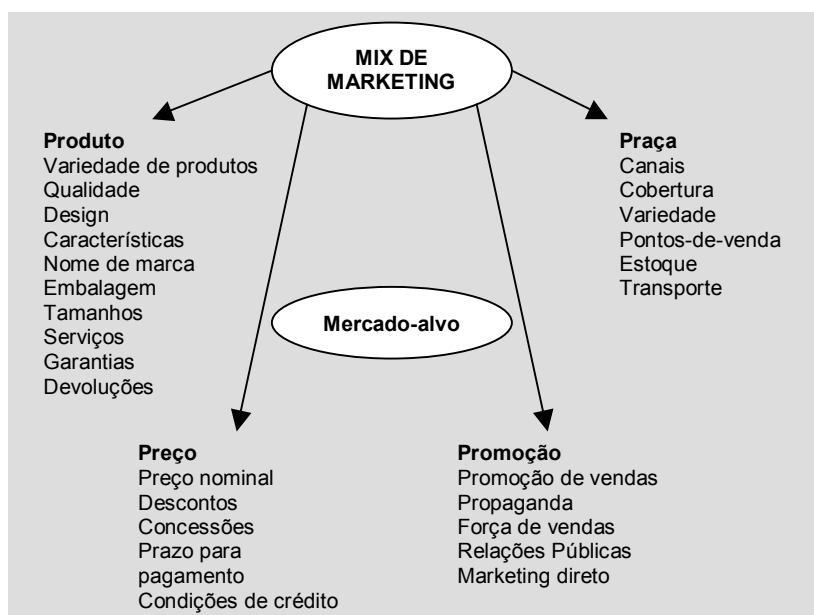 MIX DE
MARKETING
Produto
Variedade de produtos
Qualidade
Design
Características
Nome de marca
Embalagem
Tamanhos
Serviços
Garantias
Devoluções
Praça
Canais
Cobertura
Variedade
Pontos-de-venda
Estoque
Transporte
Mercado-alvo
Preço
Preço nominal
Descontos
Concessões
Prazo para
pagamento
Condições de crédito
Promoção
Promoção de vendas
Propaganda
Força de vendas
Relações Públicas
Marketing direto